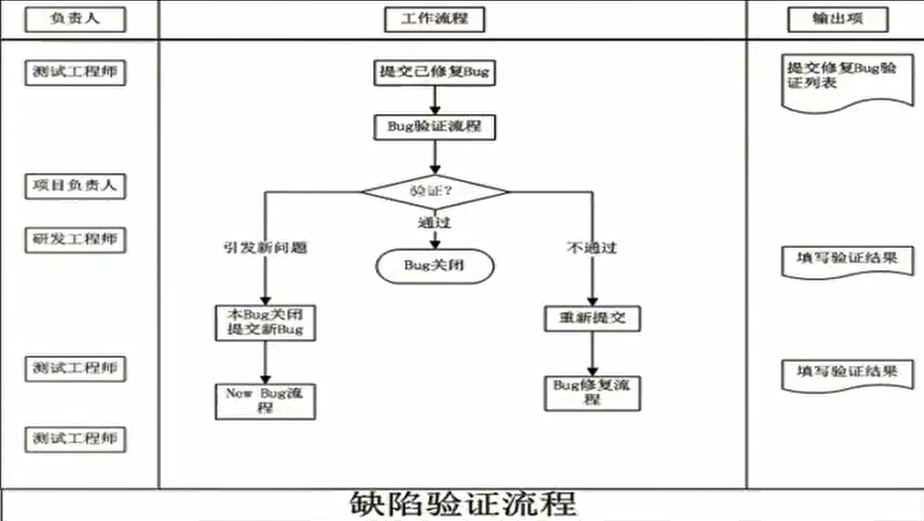 负责人
工作流程
输出项
测试工程师
提交已修复Bug
提交修复Bug验
证列表
Bug验证流程
项目负责人
验证?
通过
研发工程师
引发新问题
不通过
Bug关闭
填写验证结果
本Bug关闭
提交新Bug
重新提交
测试工程师
填写验证结果
New Bug流
程
Bug修复流
程
测试工程师
缺陷验证流程